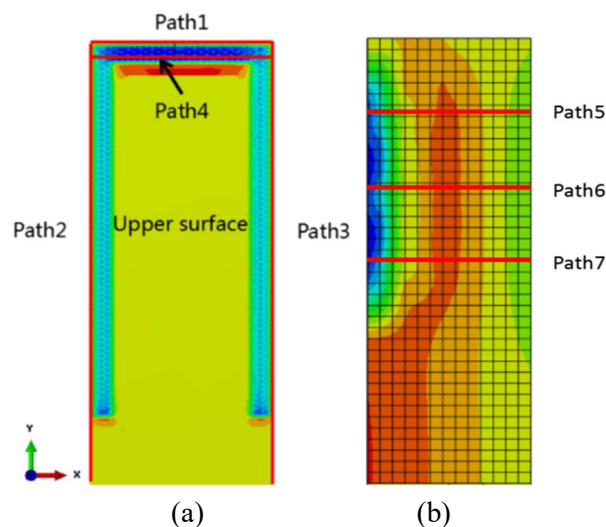 Path1
Path4
Path2
Upper surface
Path3
Path5
Path6
Path7
Y
X
(a)
(b)